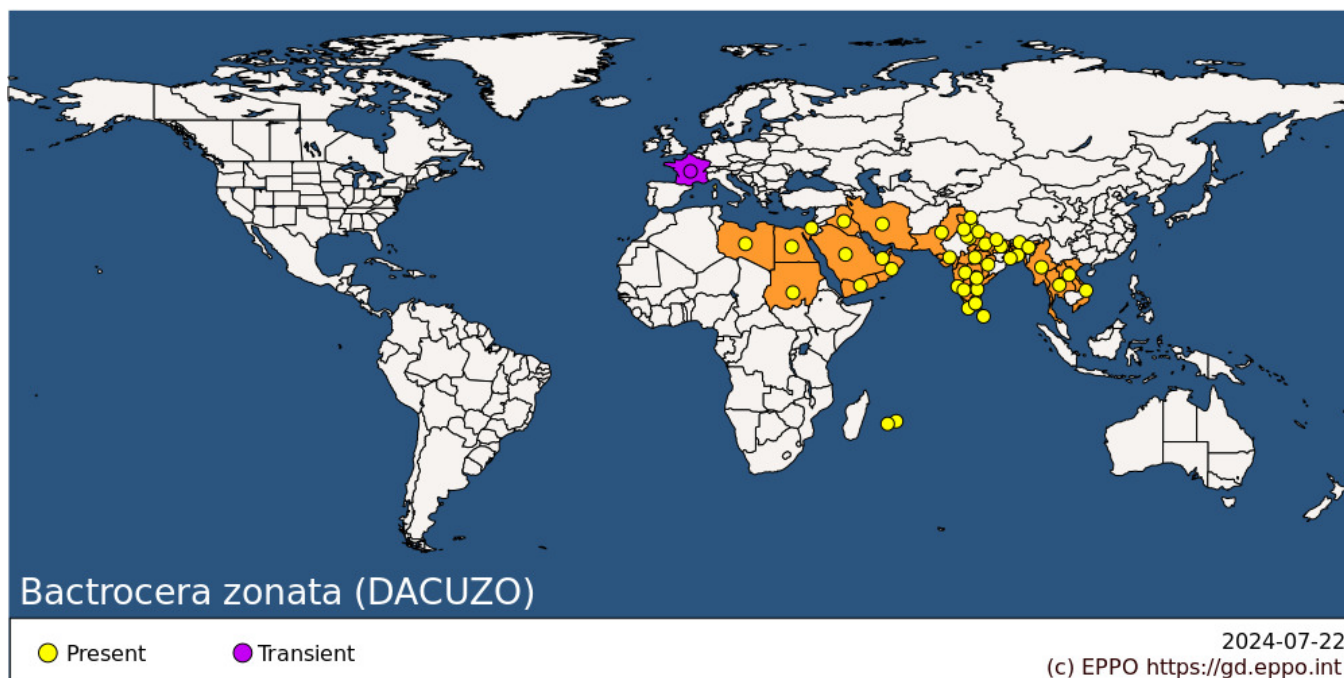 Bactrocera zonata (DACUZO)
Present
Transient
2024-07-22
(c) EPPO https://gd.eppo.int